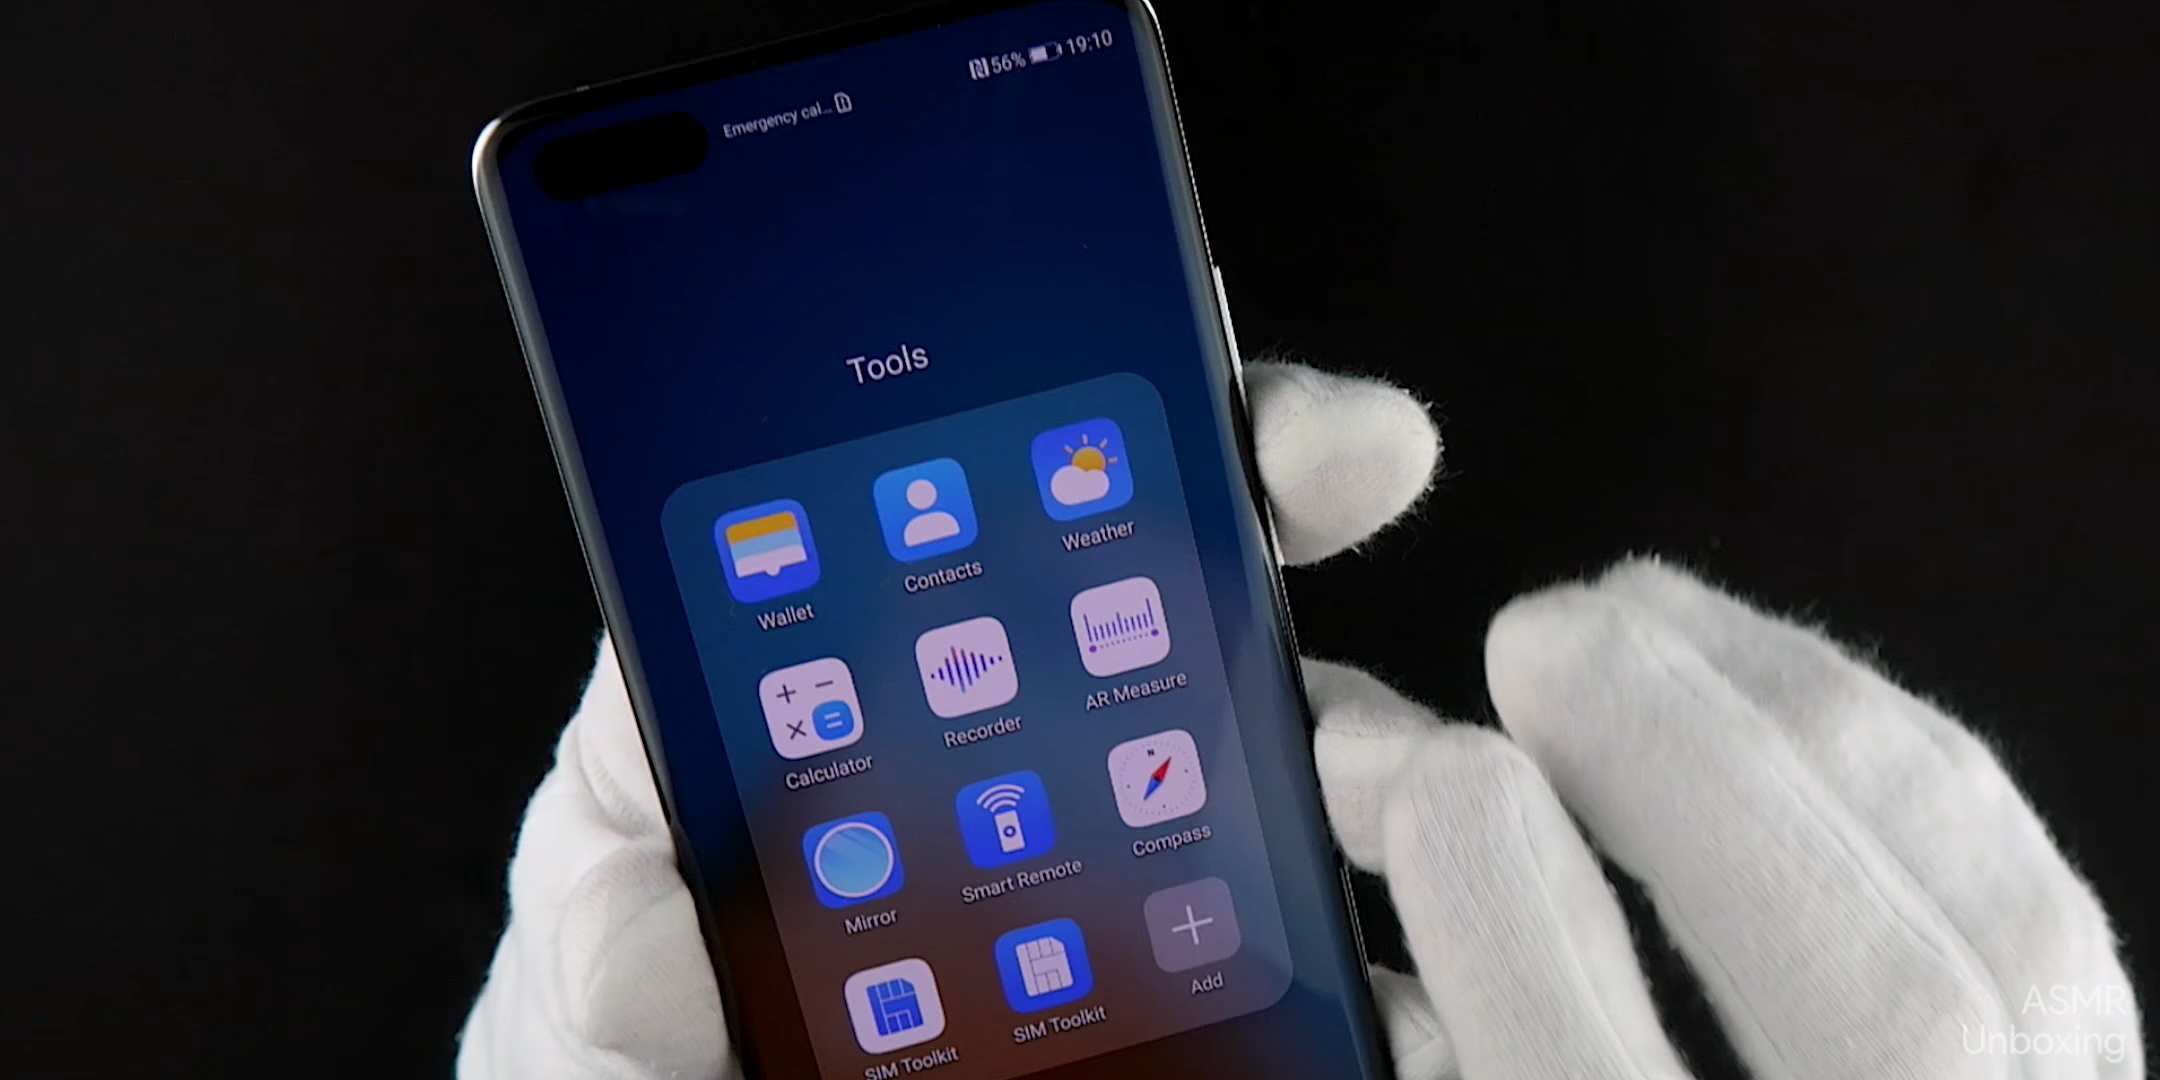 56% 19:10
Emergency cal...
Tools
Wallet
Contacts
Weather
Calculator
Recorder
AR Measure
Mirror
Smart Remote
Compass
N
SIM Toolkit
SIM Toolkit
Add
ASMR
Unboxing